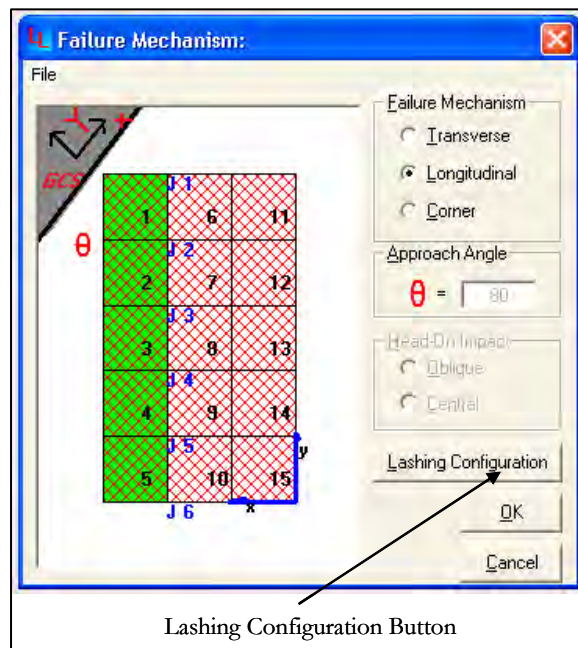 Failure Mechanism:
File
GCS
θ
J 1
1 6 11
J 2
2 7 12
J 3
3 8 13
J 4
4 9 14
J 5
5 10 15
J 6
x
y
Failure Mechanism
Transverse
Longitudinal
Corner
Approach Angle
θ = 80
Head-On Impact
Oblique
Central
Lashing Configuration
OK
Cancel
Lashing Configuration Button